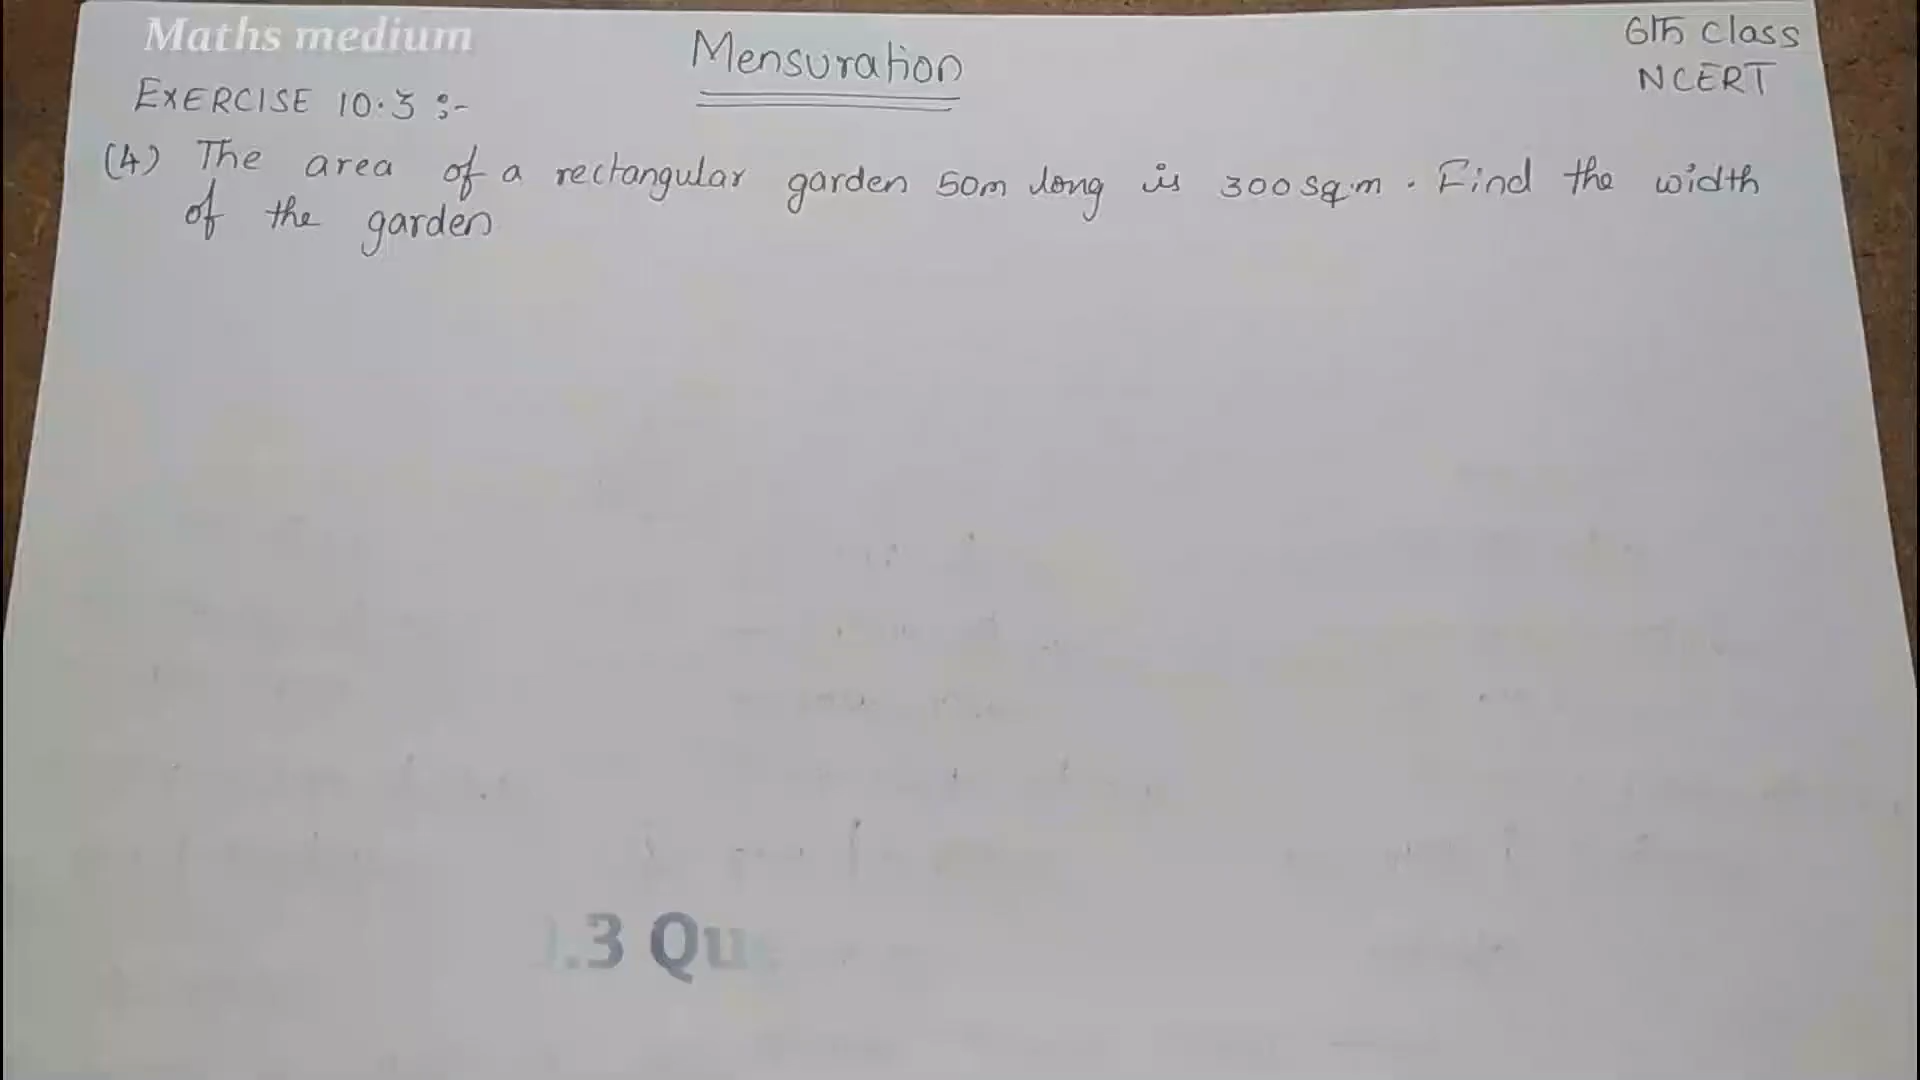 Maths medium
Mensuration
6th class
NCERT
EXERCISE 10.3 :-
(4) The area of a rectangular garden 50m long is 300 sq.m. Find the width
of the garden
.3 Qu